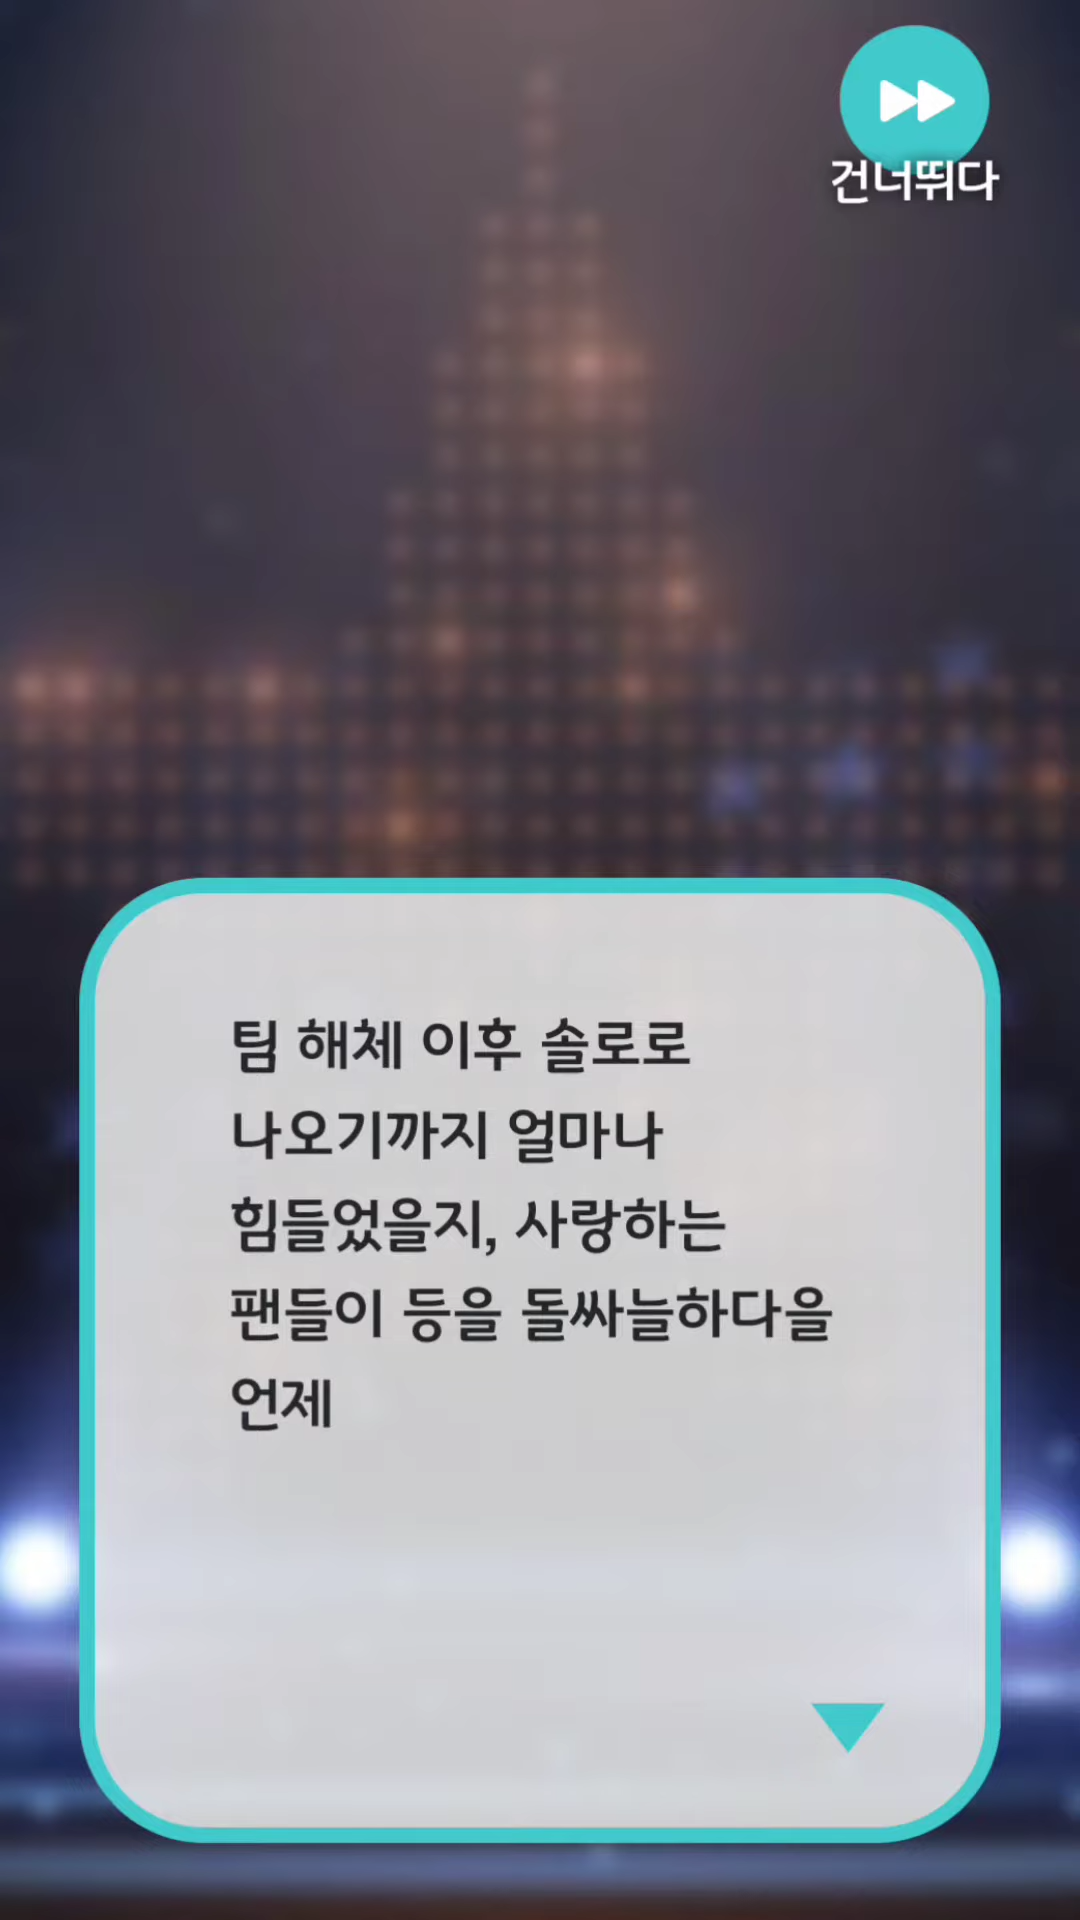 건너뛰다
팀 해체 이후 솔로로
나오기까지 얼마나
힘들었을지, 사랑하는
팬들이 등을 돌싸늘하다을
언제